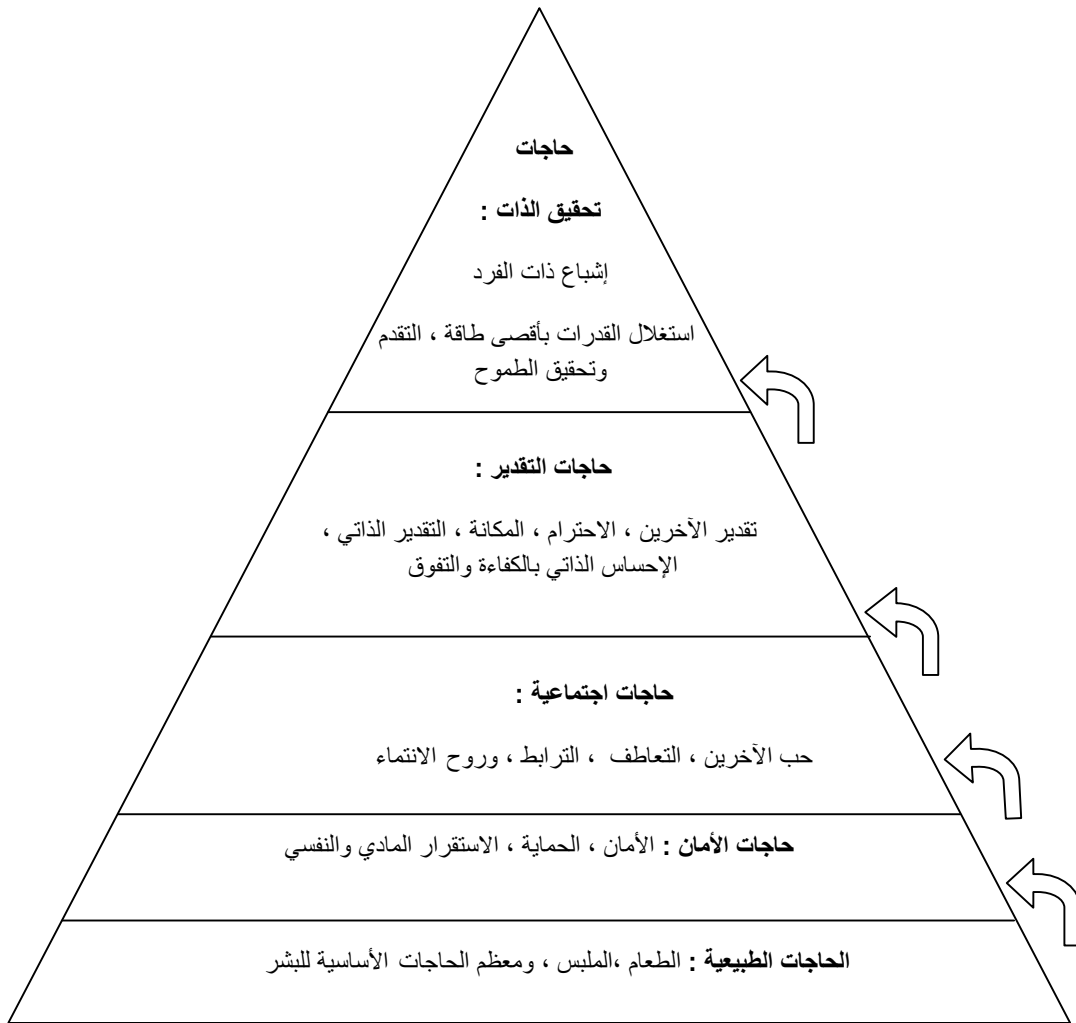 حاجات
تحقيق الذات :
إشباع ذات الفرد
استغلال القدرات بأقصى طاقة ، التقدم
وتحقيق الطموح
حاجات التقدير :
تقدير الآخرين ، الاحترام ، المكانة ، التقدير الذاتي ،
الإحساس الذاتي بالكفاءة والتفوق
حاجات اجتماعية :
حب الآخرين ، التعاطف ، الترابط ، وروح الانتماء
حاجات الأمان : الأمان ، الحماية ، الاستقرار المادي والنفسي
الحاجات الطبيعية : الطعام ،الملبس ، ومعظم الحاجات الأساسية للبشر